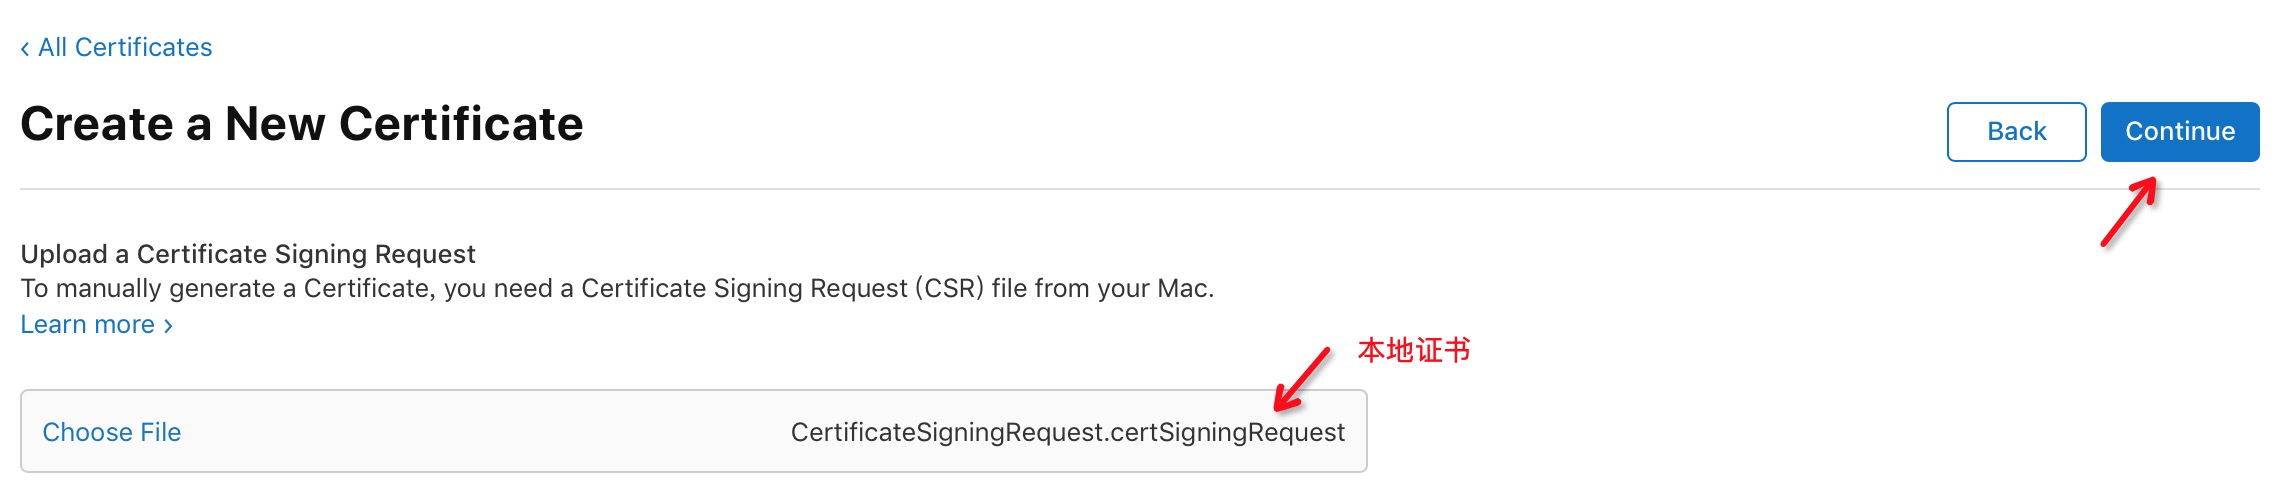 ‹ All Certificates
Create a New Certificate
Back
Continue
Upload a Certificate Signing Request
To manually generate a Certificate, you need a Certificate Signing Request (CSR) file from your Mac.
Learn more ›
本地证书
Choose File
CertificateSigningRequest.certSigningRequest